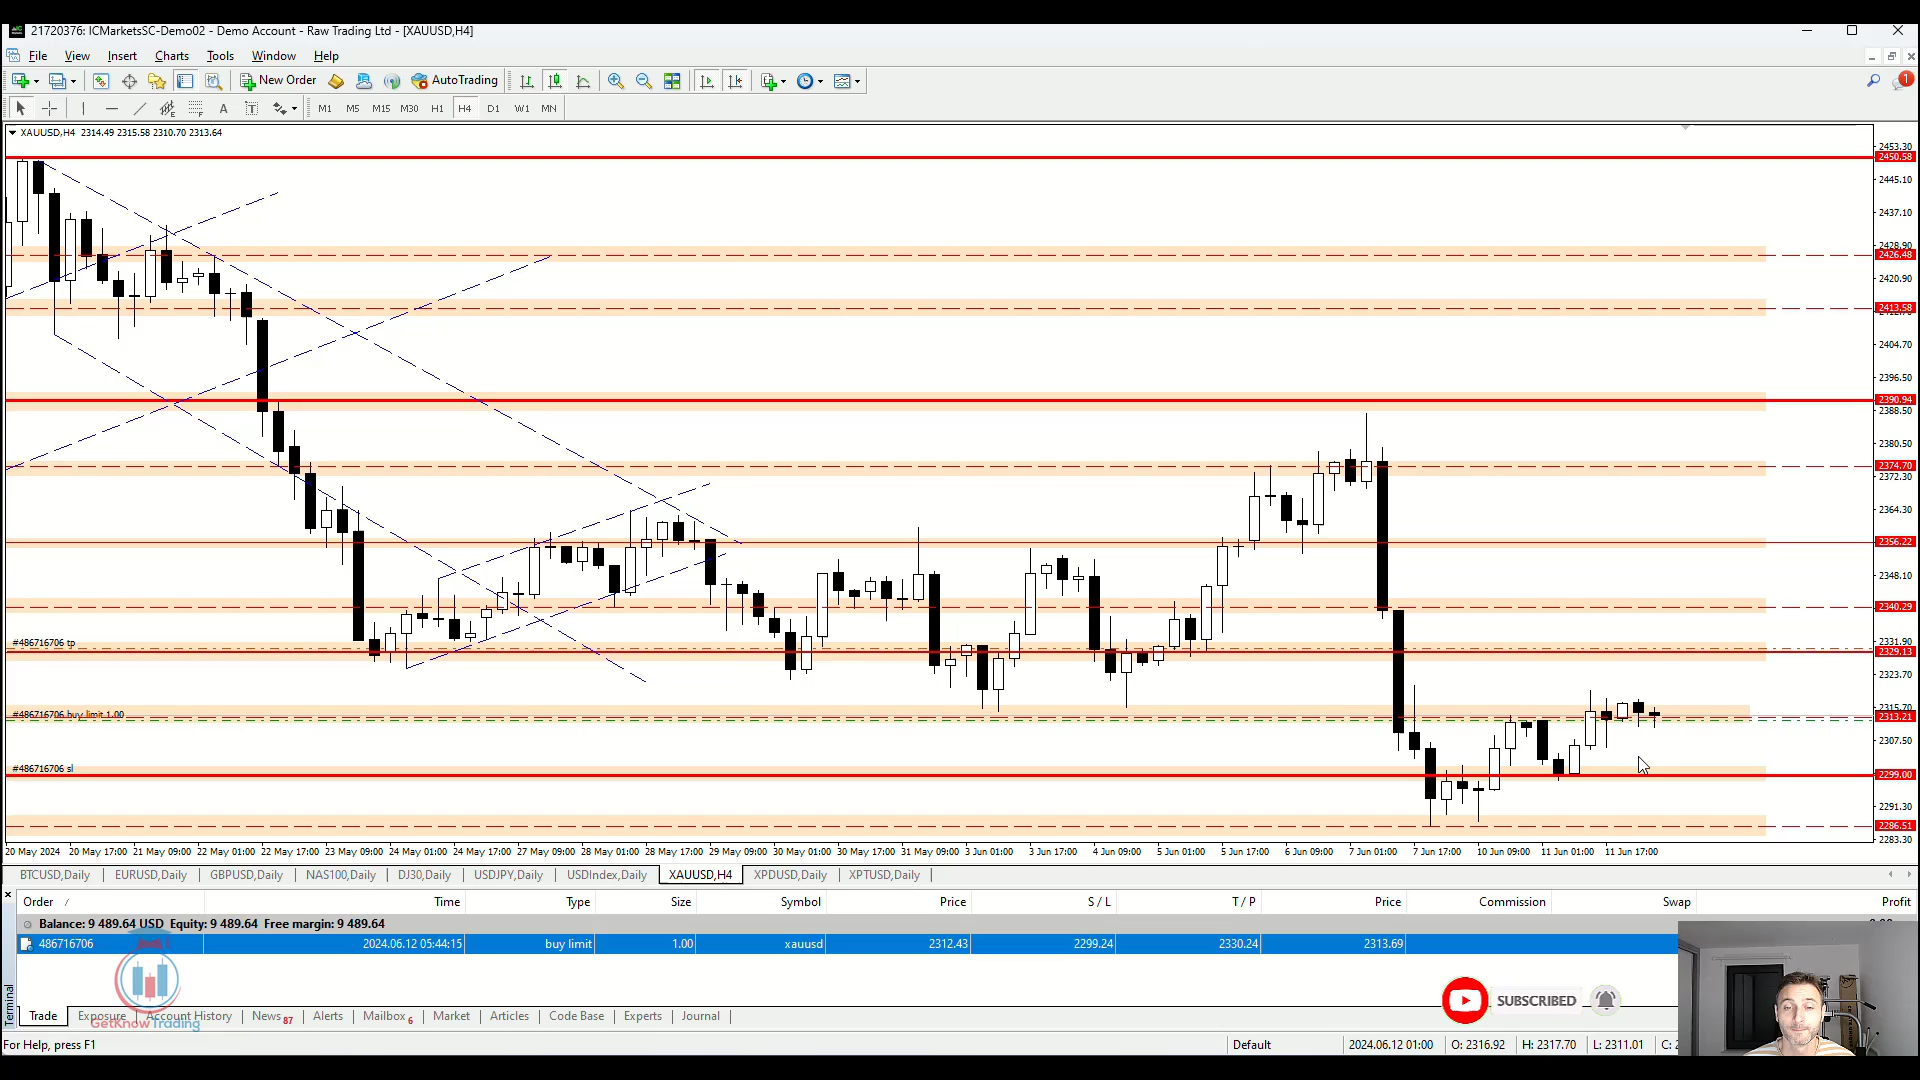 21720376: ICMarketsSC-Demo02 - Demo Account - Raw Trading Ltd - [XAUUSD,H4]
File View Insert Charts Tools Window Help
New Order AutoTrading
1
A T M1 M5 M15 M30 H1 H4 D1 W1 MN
XAUUSD,H4 2314.49 2315.58 2310.70 2313.64
2453.30
2450.58
2445.10
2437.10
2428.90
2426.48
2420.90
2413.58
2404.70
2396.50
2390.94
2388.50
2380.50
2374.70
2372.30
2364.30
2356.22
2348.10
2340.29
#486716706 tp
2331.90
2329.13
2323.70
#486716706 buy limit 1.00
2315.70
2313.21
2307.50
#486716706 sl
2299.00
2291.30
2286.51
2283.30
20 May 2024 20 May 17:00 21 May 09:00 22 May 01:00 22 May 17:00 23 May 09:00 24 May 01:00 24 May 17:00 27 May 09:00 28 May 01:00 28 May 17:00 29 May 09:00 30 May 01:00 30 May 17:00 31 May 09:00 3 Jun 01:00 3 Jun 17:00 4 Jun 09:00 5 Jun 01:00 5 Jun 17:00 6 Jun 09:00 7 Jun 01:00 7 Jun 17:00 10 Jun 09:00 11 Jun 01:00 11 Jun 17:00
BTCUSD,Daily EURUSD,Daily GBPUSD,Daily NAS100,Daily DJ30,Daily USDJPY,Daily USDIndex,Daily XAUUSD,H4 XPDUSD,Daily XPTUSD,Daily
Order / Time Type Size Symbol Price S / L T / P Price Commission Swap Profit
Balance: 9 489.64 USD Equity: 9 489.64 Free margin: 9 489.64
486716706 2024.06.12 05:44:15 buy limit 1.00 xauusd 2312.43 2299.24 2330.24 2313.69
SUBSCRIBED
Terminal
Trade Exposure Account History News 87 Alerts Mailbox 6 Market Articles Code Base Experts Journal
GetKnowTrading
For Help, press F1 Default 2024.06.12 01:00 O: 2316.92 H: 2317.70 L: 2311.01 C: